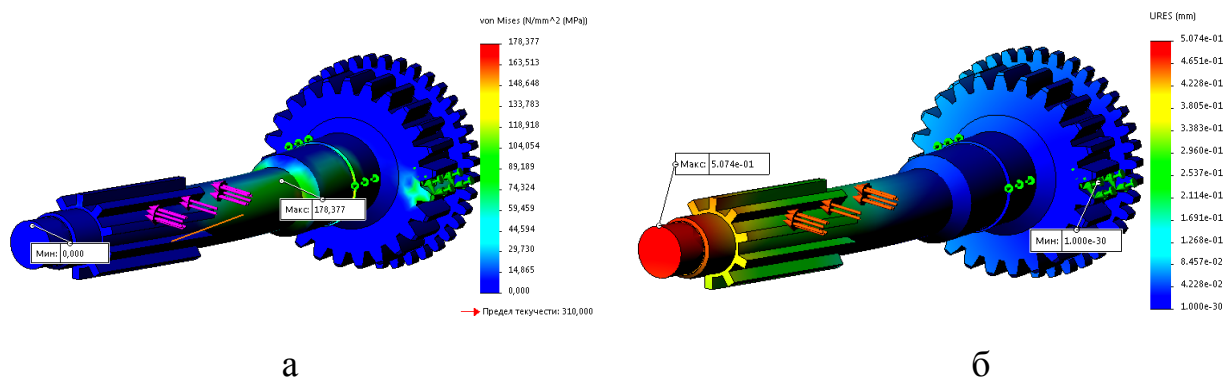 von Mises (N/mm^2 (MPa))
178,377
163,513
148,648
133,783
118,918
104,054
89,189
74,324
59,459
44,594
29,730
14,865
0,000
Предел текучести: 310,000
Макс: 178,377
Мин: 0,000
а
URES (mm)
5.074e-01
4.651e-01
4.228e-01
3.805e-01
3.383e-01
2.960e-01
2.537e-01
2.114e-01
1.691e-01
1.268e-01
8.457e-02
4.228e-02
1.000e-30
Макс: 5.074e-01
Мин: 1.000e-30
б